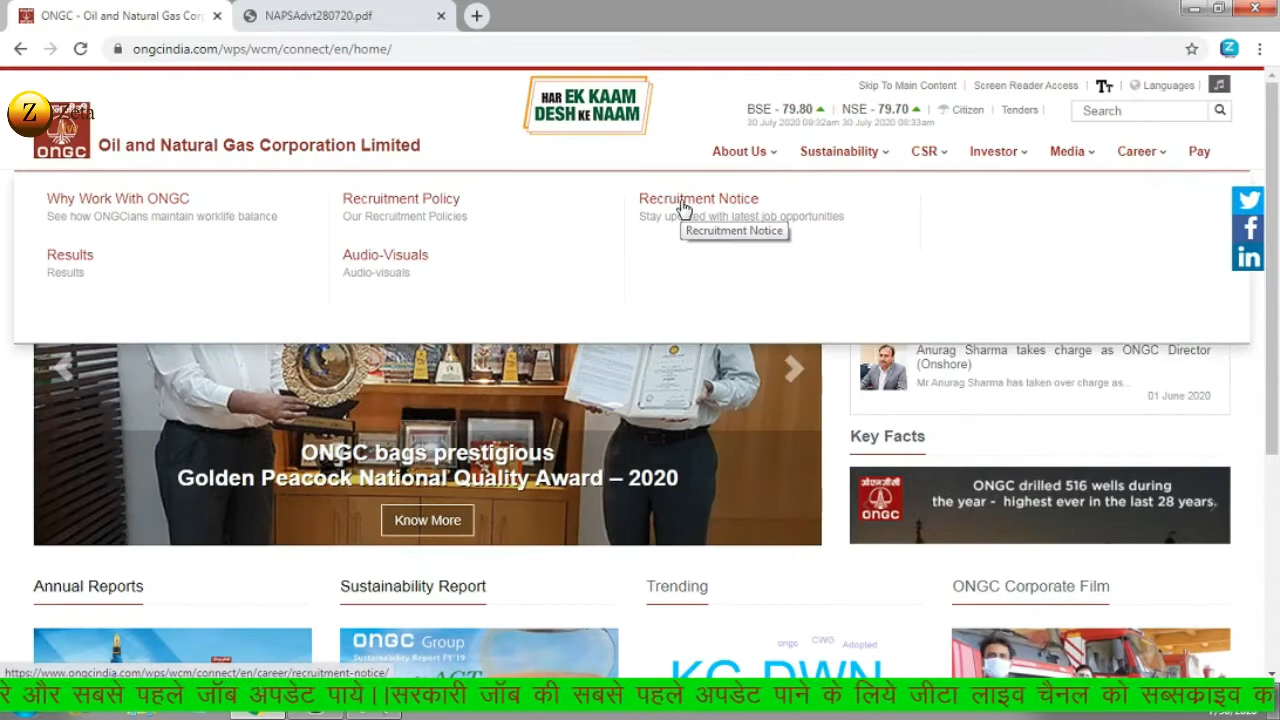 ONGC - Oil and Natural Gas Cor
NAPSAdvt280720.pdf
ongcindia.com/wps/wcm/connect/en/home/
Skip To Main Content
Screen Reader Access
TT
Languages
HAR EK KAAM
DESH KE NAAM
BSE - 79.80
NSE - 79.70
Citizen
Tenders
Search
30 July 2020 09:32am 30 July 2020 08:33am
Z
ONGC
Oil and Natural Gas Corporation Limited
About Us
Sustainability
CSR
Investor
Media
Career
Pay
Why Work With ONGC
See how ONGCians maintain worklife balance
Recruitment Policy
Our Recruitment Policies
Recruitment Notice
Stay updated with latest job opportunities
Recruitment Notice
Results
Results
Audio-Visuals
Audio-visuals
Anurag Sharma takes charge as ONGC Director
(Onshore)
Mr Anurag Sharma has taken over charge as...
01 June 2020
ONGC bags prestigious
Golden Peacock National Quality Award – 2020
Know More
Key Facts
ओएनजीसी
ONGC
ONGC drilled 516 wells during
the year - highest ever in the last 28 years.
Annual Reports
Sustainability Report
Trending
ONGC Corporate Film
ONGC Group
Sustainability Report FY'19
ongc
CWG
Adopted
KG-DWN
https://www.ongcindia.com/wps/wcm/connect/en/career/recruitment-notice/
रे और सबसे पहले जॉब अपडेट पाये।।सरकारी जॉब की सबसे पहले अपडेट पाने के लिये जीटा लाइव चैनल को सब्सक्राइव क